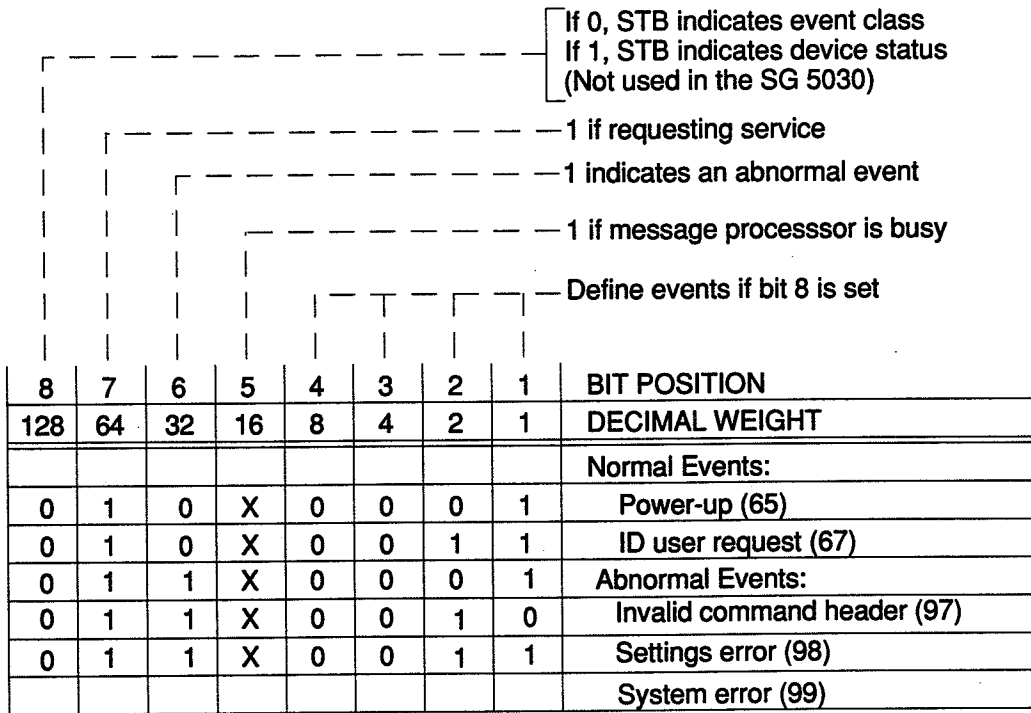 If 0, STB indicates event class
If 1, STB indicates device status
(Not used in the SG 5030)
1 if requesting service
1 indicates an abnormal event
1 if message processsor is busy
Define events if bit 8 is set
8 7 6 5 4 3 2 1 BIT POSITION
128 64 32 16 8 4 2 1 DECIMAL WEIGHT
Normal Events:
0 1 0 X 0 0 0 1 Power-up (65)
0 1 0 X 0 0 1 1 ID user request (67)
0 1 1 X 0 0 0 1 Abnormal Events:
0 1 1 X 0 0 1 0 Invalid command header (97)
0 1 1 X 0 0 1 1 Settings error (98)
System error (99)